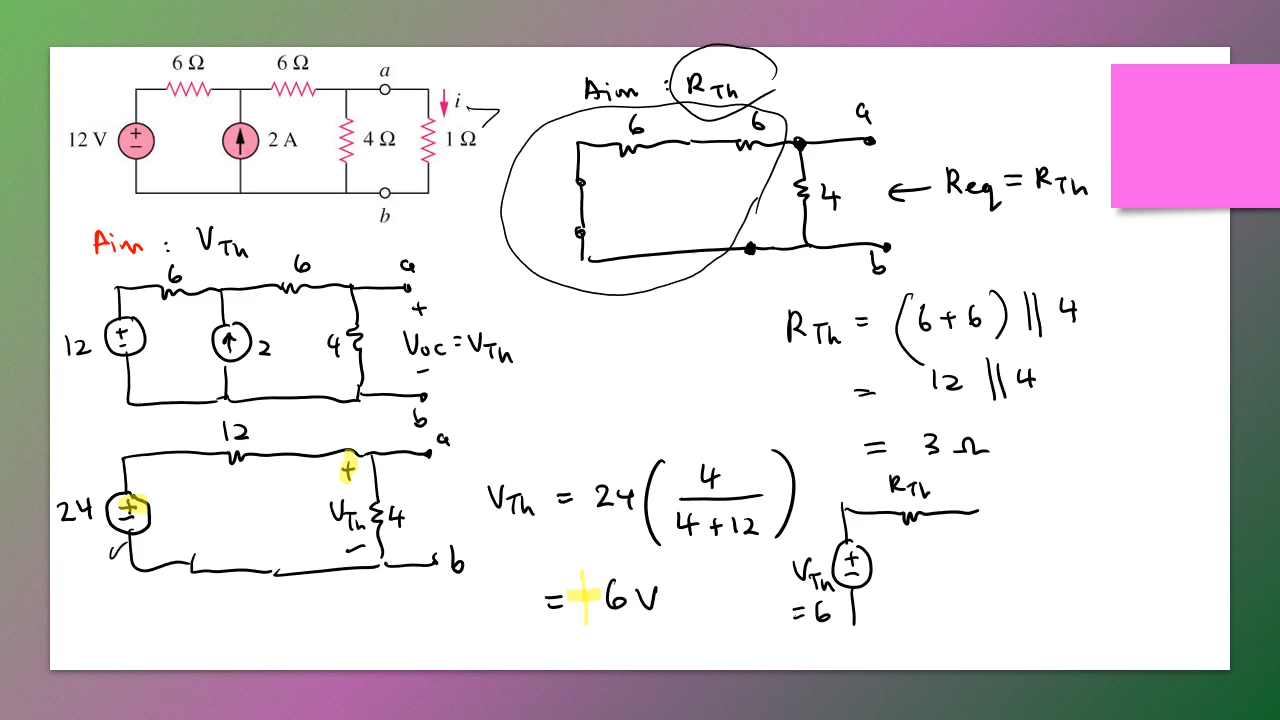 6 Ω 6 Ω a
i
12 V 2 A 4 Ω 1 Ω
b
Aim : VTh
6 6 a
+
12 + − 2 4 Voc = VTh
−
b
12 a
+
24 + − VTh 4
−
b
Aim : RTh
6 6 a
4 ← Req = RTh
b
RTh = (6 + 6) || 4
= 12 || 4
= 3 Ω
VTh = 24 ( 4 / 4 + 12 )
= + 6 V
RTh
VTh + −
= 6